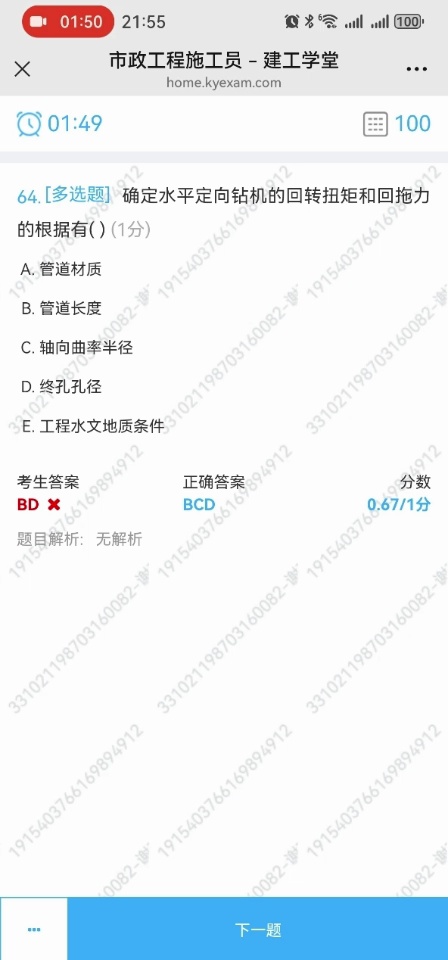 01:50 21:55 100
市政工程施工员 - 建工学堂
home.kyexam.com
01:49 100
64. [多选题] 确定水平定向钻机的回转扭矩和回拖力
的根据有( ) (1分)
A. 管道材质
B. 管道长度
C. 轴向曲率半径
D. 终孔孔径
E. 工程水文地质条件
考生答案 正确答案 分数
BD BCD 0.67/1分
题目解析: 无解析
下一题